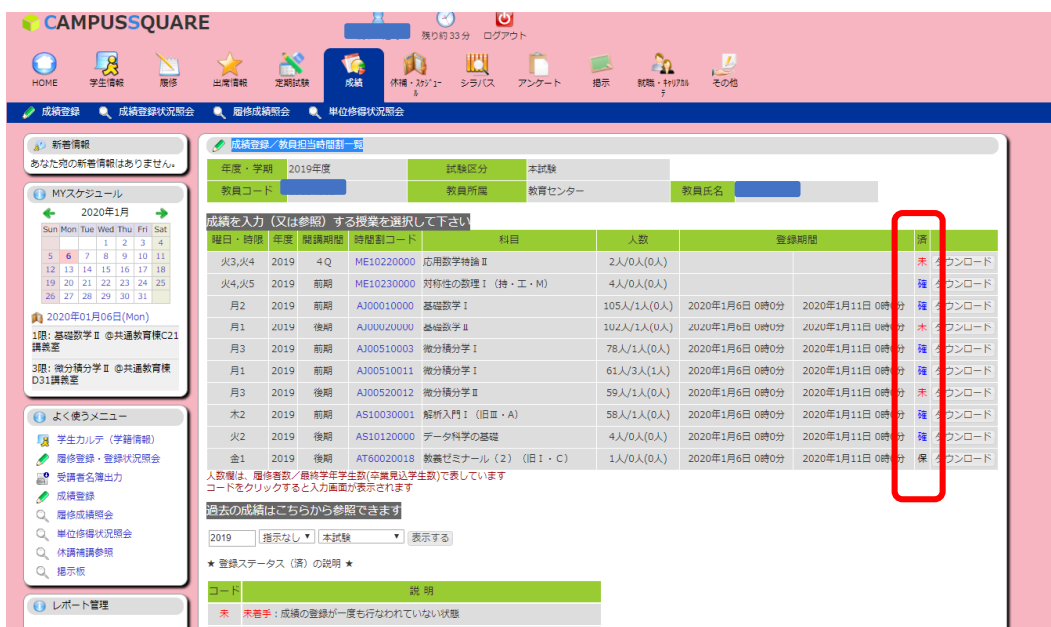 CAMPUSSQUARE
残り約33分 ログアウト
HOME 学生情報 履修 出席情報 定期試験 成績 休補・スケジュール シラバス アンケート 掲示 就職・キャリアカルテ その他
成績登録 成績登録状況照会 履修成績照会 単位修得状況照会
新着情報
あなた宛の新着情報はありません。
MYスケジュール
2020年1月
Sun Mon Tue Wed Thu Fri Sat
1 2 3 4
5 6 7 8 9 10 11
12 13 14 15 16 17 18
19 20 21 22 23 24 25
26 27 28 29 30 31
2020年01月06日(Mon)
1限: 基礎数学Ⅱ @共通教育棟C21
講義室
3限: 微分積分学Ⅱ @共通教育棟
D31講義室
よく使うメニュー
学生カルテ（学籍情報）
履修登録・登録状況照会
受講者名簿出力
成績登録
履修成績照会
単位修得状況照会
休講補講参照
掲示板
レポート管理
成績登録／教員担当時間割一覧
年度・学期 2019年度 試験区分 本試験
教員コード 教員所属 教育センター 教員氏名
成績を入力（又は参照）する授業を選択して下さい
曜日・時限 年度 開講期間 時間割コード 科目 人数 登録期間 済
火3,火4 2019 4Q ME10220000 応用数学特論Ⅱ 2人/0人(0人) 未 ダウンロード
火4,火5 2019 前期 ME10230000 対称性の数理Ⅰ（持・工・M） 4人/0人(0人) 確 ダウンロード
月2 2019 前期 AJ00010000 基礎数学Ⅰ 105人/1人(0人) 2020年1月6日 0時0分 2020年1月11日 0時0分 確 ダウンロード
月1 2019 後期 AJ00020000 基礎数学Ⅱ 102人/1人(0人) 2020年1月6日 0時0分 2020年1月11日 0時0分 未 ダウンロード
月3 2019 前期 AJ00510003 微分積分学Ⅰ 78人/1人(0人) 2020年1月6日 0時0分 2020年1月11日 0時0分 確 ダウンロード
月1 2019 前期 AJ00510011 微分積分学Ⅰ 61人/3人(1人) 2020年1月6日 0時0分 2020年1月11日 0時0分 確 ダウンロード
月3 2019 後期 AJ00520012 微分積分学Ⅱ 59人/1人(0人) 2020年1月6日 0時0分 2020年1月11日 0時0分 未 ダウンロード
木2 2019 前期 AS10030001 解析入門Ⅰ（旧Ⅲ・A） 58人/1人(0人) 2020年1月6日 0時0分 2020年1月11日 0時0分 確 ダウンロード
火2 2019 後期 AS10120000 データ科学の基礎 4人/0人(0人) 2020年1月6日 0時0分 2020年1月11日 0時0分 確 ダウンロード
金1 2019 後期 AT60020018 教養ゼミナール（2）（旧Ⅰ・C） 1人/0人(0人) 2020年1月6日 0時0分 2020年1月11日 0時0分 保 ダウンロード
人数欄は、履修者数／最終学年学生数(卒業見込学生数)で表しています
コードをクリックすると入力画面が表示されます
過去の成績はこちらから参照できます
2019 指示なし 本試験 表示する
★ 登録ステータス（済）の説明 ★
コード 説明
未 未着手：成績の登録が一度も行なわれていない状態